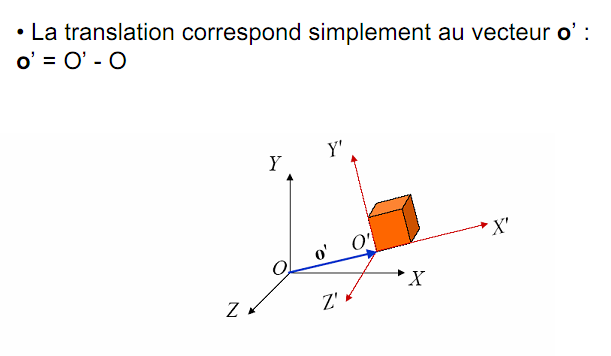 • La translation correspond simplement au vecteur o’ :
o’ = O’ - O
Y'
Y
X'
O'
o'
O
X
Z'
Z